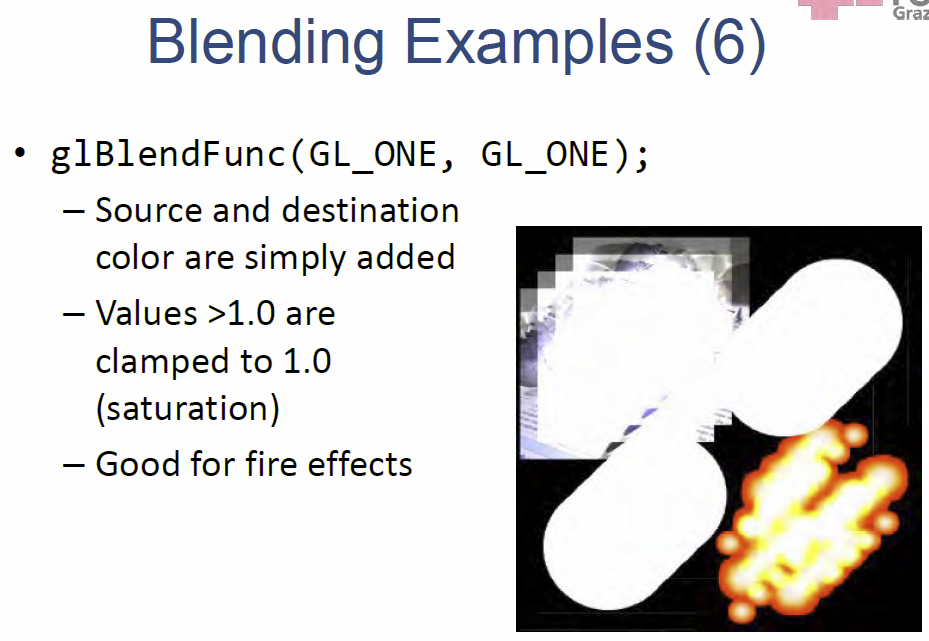 Graz
Blending Examples (6)
• glBlendFunc(GL_ONE, GL_ONE);
– Source and destination
color are simply added
– Values >1.0 are
clamped to 1.0
(saturation)
– Good for fire effects